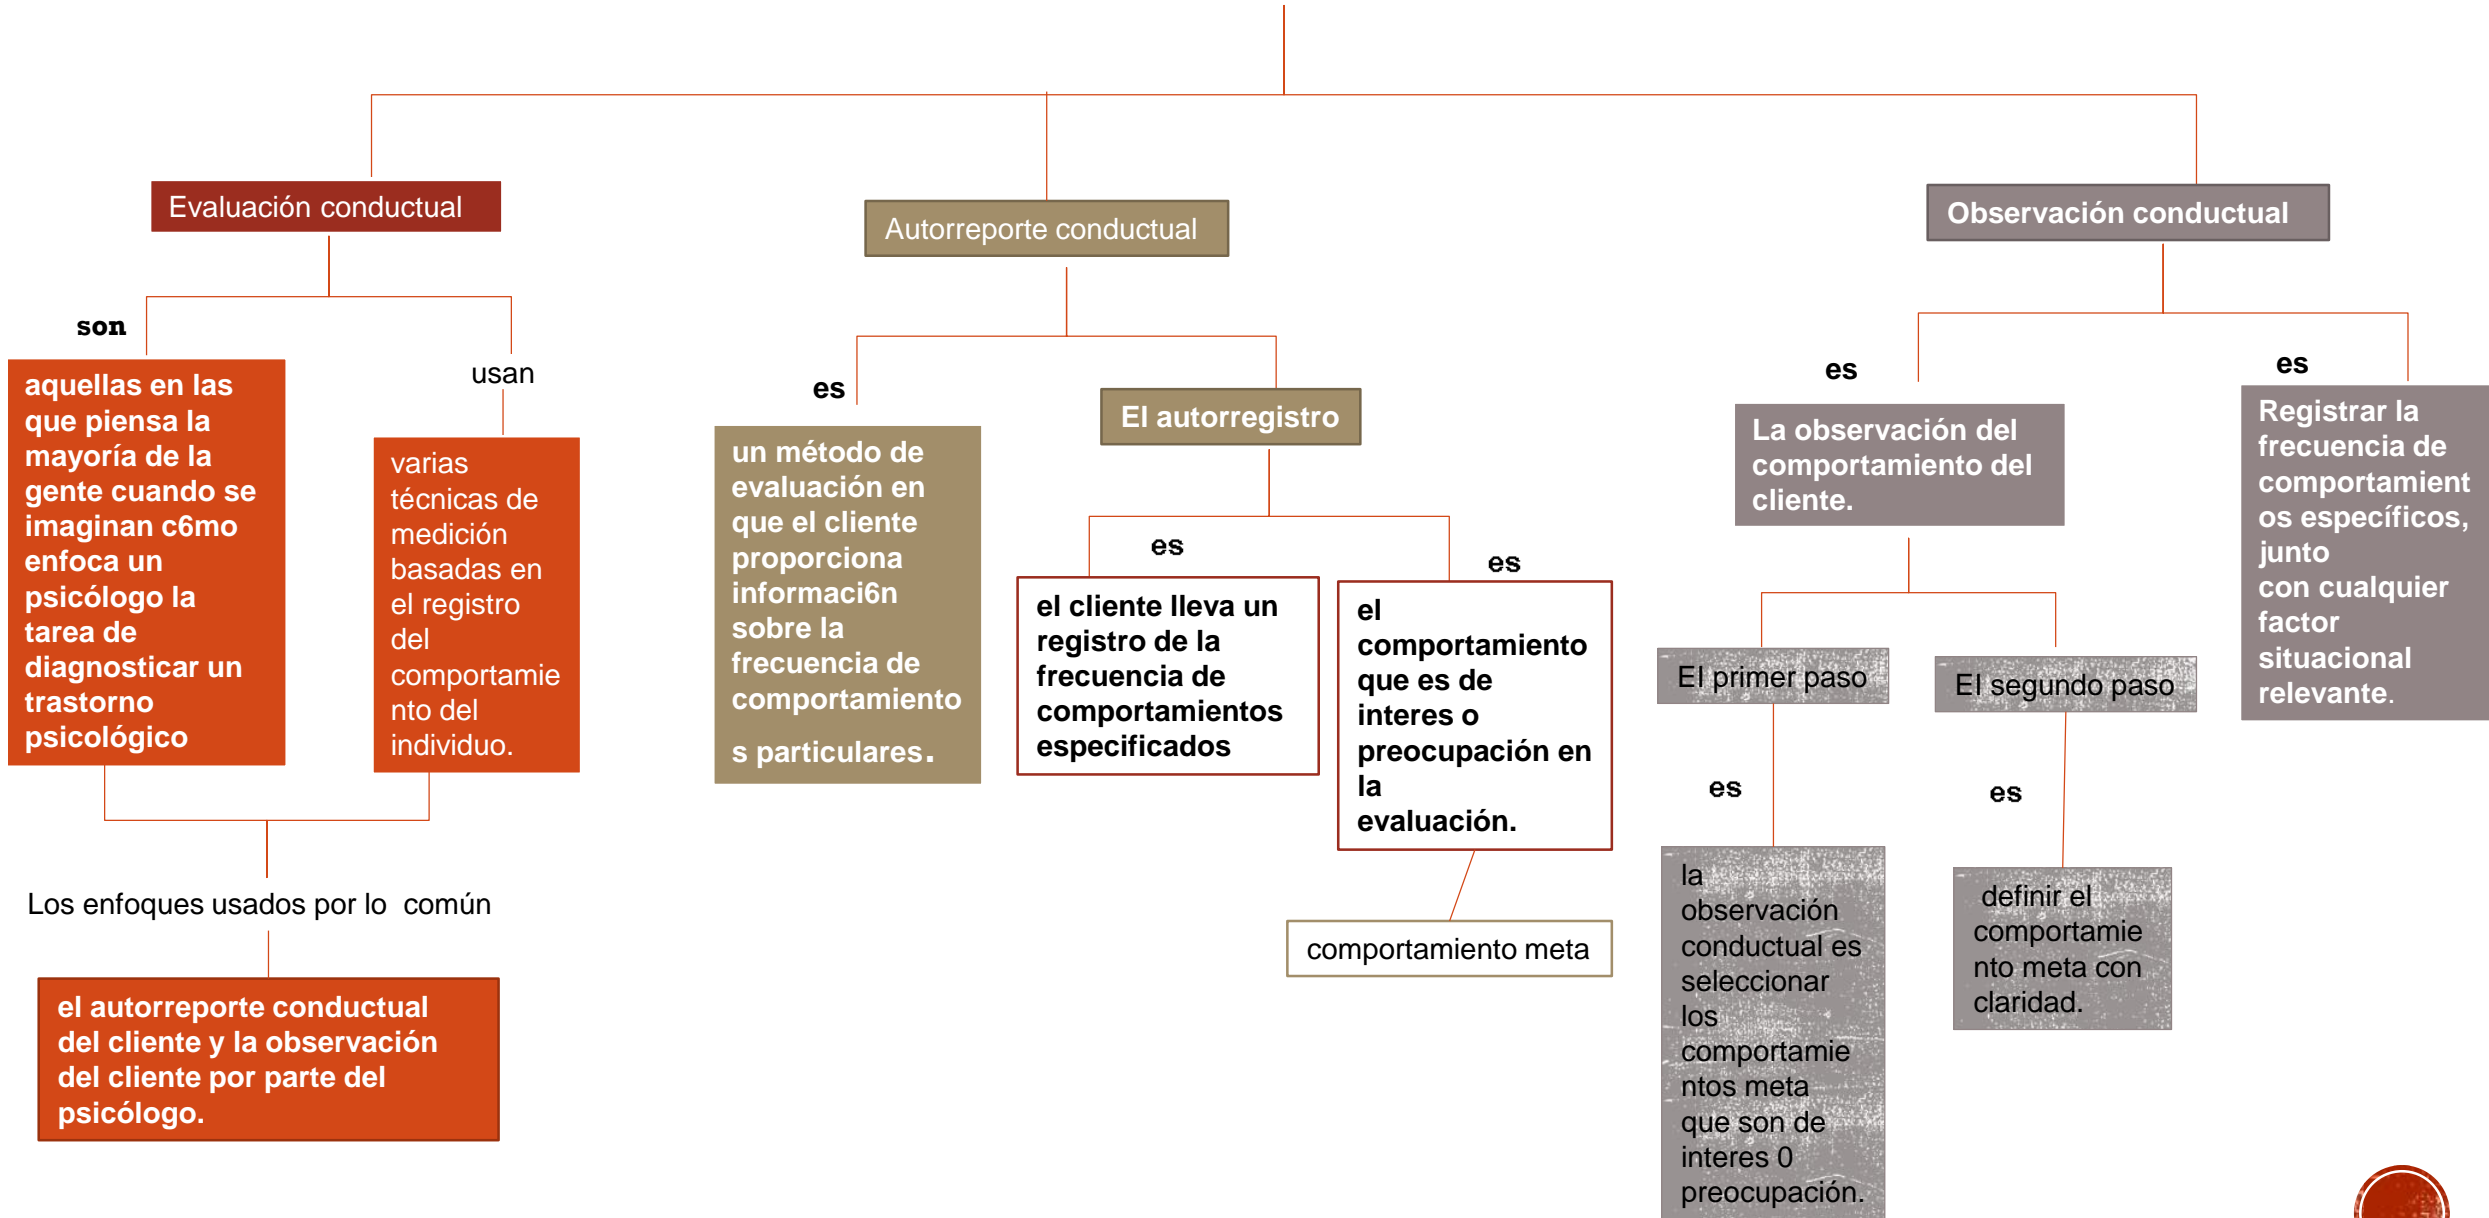 Evaluación conductual
son
aquellas en las
que piensa la
mayoría de la
gente cuando se
imaginan c6mo
enfoca un
psicólogo la
tarea de
diagnosticar un
trastorno
psicológico
usan
varias
técnicas de
medición
basadas en
el registro
del
comportamie
nto del
individuo.
Los enfoques usados por lo común
el autorreporte conductual
del cliente y la observación
del cliente por parte del
psicólogo.
Autorreporte conductual
es
un método de
evaluación en
que el cliente
proporciona
informaci6n
sobre la
frecuencia de
comportamiento
s particulares.
El autorregistro
es
el cliente lleva un
registro de la
frecuencia de
comportamientos
especificados
es
el
comportamiento
que es de
interes o
preocupación en
la
evaluación.
comportamiento meta
Observación conductual
es
La observación del
comportamiento del
cliente.
El primer paso
es
la
observación
conductual es
seleccionar
los
comportamie
ntos meta
que son de
interes 0
preocupación.
El segundo paso
es
definir el
comportamie
nto meta con
claridad.
es
Registrar la
frecuencia de
comportamient
os específicos,
junto
con cualquier
factor
situacional
relevante.